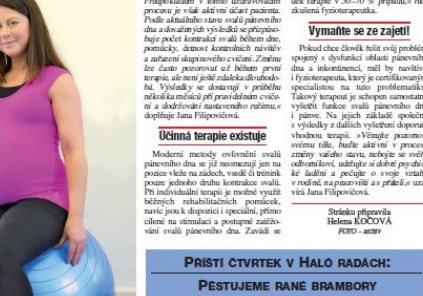 Předpokladem v tomto uzdravovacím
procesu je však aktivní účast pacienta.
Podle aktuálního stavu svalů pánevního
dna a dosažených výsledků se přizpůso-
buje počet kontrakcí svalů během dne,
pomůcky, četnost kontrolních návštěv
a zařazení skupinového cvičení. Změnu
lze často pozorovat už během první
terapie, ale není ještě zdaleka dlouhodo-
bá. Výsledky se dostavují v průběhu
několika měsíců při pravidelném cviče-
ní a dodržování nastaveného režimu,«
doplňuje Jana Filipovičová.
Účinná terapie existuje
Moderní metody ovlivnění svalů
pánevního dna se již neomezují jen na
pozice vleže na zádech, vsedě či trénink
pouze jednoho druhu kontrakce svalů.
Při individuální terapii je možné využít
běžných rehabilitačních pomůcek,
navíc jsou k dispozici i speciální, přímo
cílené na stimulaci a postupné zatěžo-
vání svalů pánevního dna. Zavádí se
dek terapie v 50–70 % případů,« řík
zkušená fyzioterapeutka.
Vymaňte se ze zajetí!
Pokud chce člověk řešit svůj problém
spojený s dysfunkcí oblasti pánevního
dna a inkontinencí, měl by navštívit
i fyzioterapeuta, který je certifikovaným
specialistou na tuto problematiku.
Takový terapeut je schopen samostatně
vyšetřit funkce svalů pánevního dna
i pánve. Na jejich základě společně
s výsledky z dalších vyšetření doporučí
vhodnou terapii. »Věnujte pozornost
svému tělu, buďte aktivní v procesu
změny vašeho stavu, nebojte se svěřit
odborníkovi, udržujte si dobré psychic-
ké ladění a pečujte o svoje vztahy
v rodině, na pracovišti a s přáteli,« uza-
vírá Jana Filipovičová.
Stránku připravila
Helena KOČOVÁ
FOTO – archiv
PŘÍŠTÍ ČTVRTEK V HALÓ RADÁCH:
PĚSTUJEME RANÉ BRAMBORY